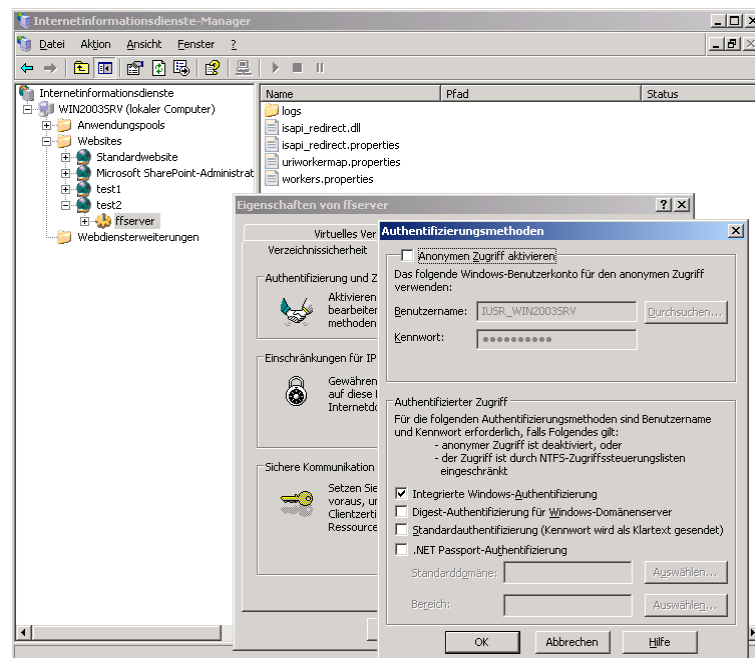 Internetinformationsdienste-Manager
Datei Aktion Ansicht Fenster ?
Internetinformationsdienste
WIN2003SRV (lokaler Computer)
Anwendungspools
Websites
Standardwebsite
Microsoft SharePoint-Administrat
test1
test2
ffserver
Webdiensterweiterungen
Name Pfad Status
logs
isapi_redirect.dll
isapi_redirect.properties
uriworkermap.properties
workers.properties
Eigenschaften von ffserver
Virtuelles Ver
Verzeichnissicherheit
Authentifizierung und Z
Aktivieren
bearbeiten
methoden
Einschränkungen für IP
Gewähren
auf diese
Internetdo
Sichere Kommunikation
Setzen Sie
voraus, u
Clientzerti
Ressource
Authentifizierungsmethoden
Anonymen Zugriff aktivieren
Das folgende Windows-Benutzerkonto für den anonymen Zugriff
verwenden:
Benutzername: IUSR_WIN2003SRV Durchsuchen...
Kennwort: ●●●●●●●●●●
Authentifizierter Zugriff
Für die folgenden Authentifizierungsmethoden sind Benutzername
und Kennwort erforderlich, falls Folgendes gilt:
- anonymer Zugriff ist deaktiviert, oder
- der Zugriff ist durch NTFS-Zugriffssteuerungslisten
eingeschränkt
Integrierte Windows-Authentifizierung
Digest-Authentifizierung für Windows-Domänenserver
Standardauthentifizierung (Kennwort wird als Klartext gesendet)
.NET Passport-Authentifizierung
Standarddomäne: Auswählen...
Bereich: Auswählen...
OK Abbrechen Hilfe